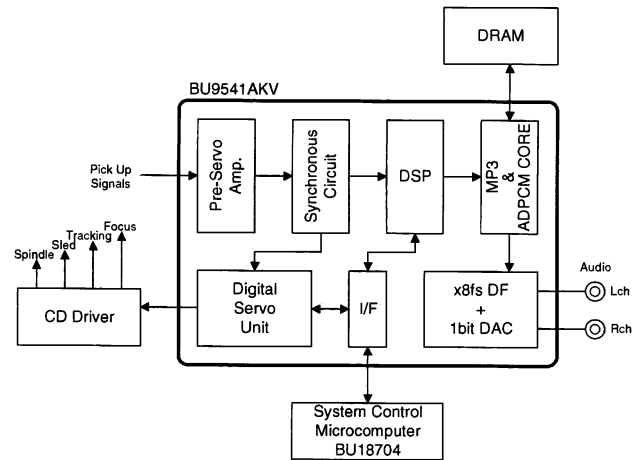 DRAM
BU9541AKV
Pick Up
Signals
Pre-Servo
Amp.
Synchronous
Circuit
DSP
MP3
&
ADPCM CORE
Spindle
Sled
Tracking
Focus
CD Driver
Digital
Servo
Unit
I/F
x8fs DF
+
1bit DAC
Audio
Lch
Rch
System Control
Microcomputer
BU18704